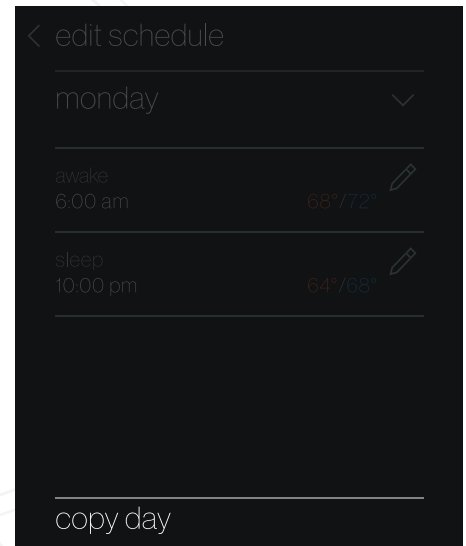 edit schedule
monday
awake
6:00 am 68°/72°
sleep
10:00 pm 64°/68°
copy day